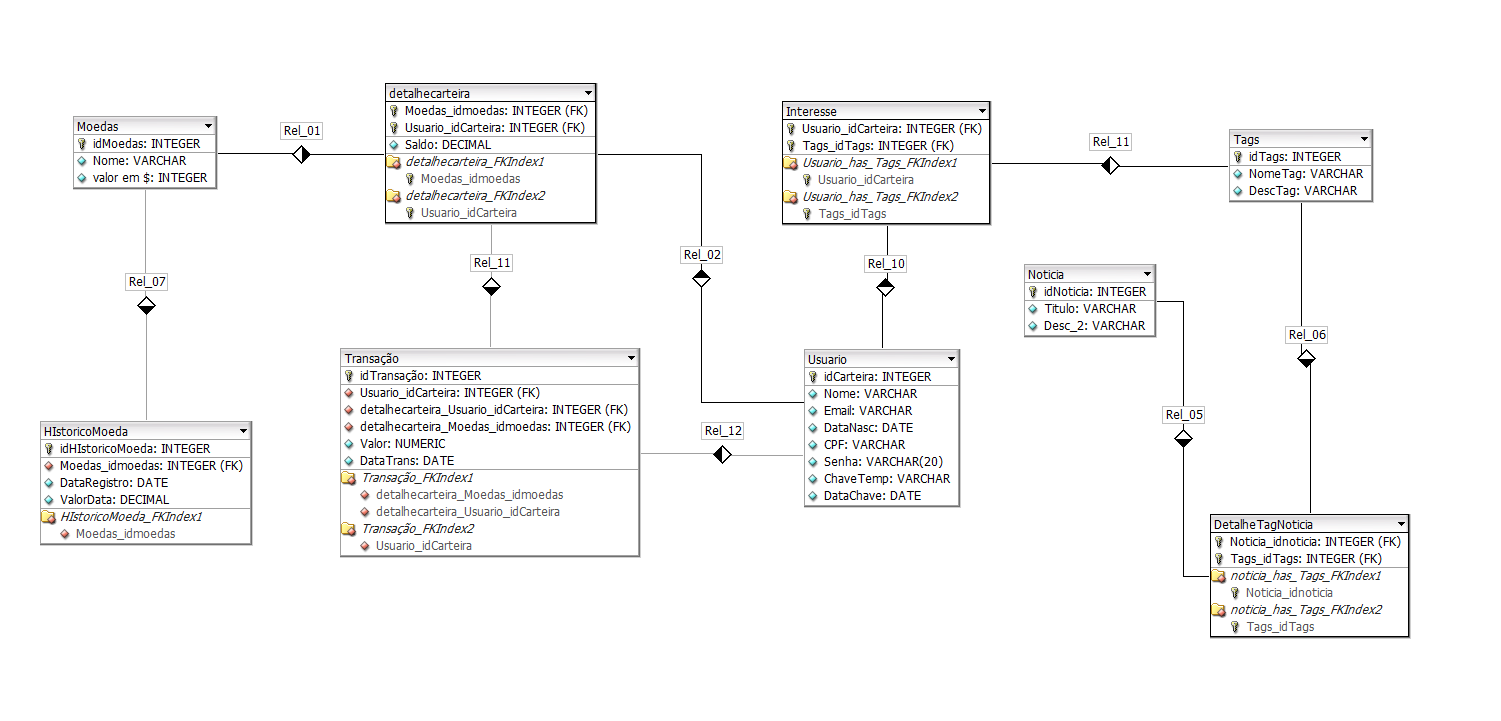 detalhecarteira
Moedas_idmoedas: INTEGER (FK)
Usuario_idCarteira: INTEGER (FK)
Saldo: DECIMAL
detalhecarteira_FKIndex1
Moedas_idmoedas
detalhecarteira_FKIndex2
Usuario_idCarteira
Interesse
Usuario_idCarteira: INTEGER (FK)
Tags_idTags: INTEGER (FK)
Usuario_has_Tags_FKIndex1
Usuario_idCarteira
Usuario_has_Tags_FKIndex2
Tags_idTags
Moedas
idMoedas: INTEGER
Nome: VARCHAR
valor em $: INTEGER
Rel_01
Rel_11
Tags
idTags: INTEGER
NomeTag: VARCHAR
DescTag: VARCHAR
Rel_07
Rel_11
Rel_02
Rel_10
Noticia
idNoticia: INTEGER
Titulo: VARCHAR
Desc_2: VARCHAR
Rel_06
Transação
idTransação: INTEGER
Usuario_idCarteira: INTEGER (FK)
detalhecarteira_Usuario_idCarteira: INTEGER (FK)
detalhecarteira_Moedas_idmoedas: INTEGER (FK)
Valor: NUMERIC
DataTrans: DATE
Transação_FKIndex1
detalhecarteira_Moedas_idmoedas
detalhecarteira_Usuario_idCarteira
Transação_FKIndex2
Usuario_idCarteira
Usuario
idCarteira: INTEGER
Nome: VARCHAR
Email: VARCHAR
DataNasc: DATE
CPF: VARCHAR
Senha: VARCHAR(20)
ChaveTemp: VARCHAR
DataChave: DATE
Rel_05
Rel_12
HIstoricoMoeda
idHIstoricoMoeda: INTEGER
Moedas_idmoedas: INTEGER (FK)
DataRegistro: DATE
ValorData: DECIMAL
HIstoricoMoeda_FKIndex1
Moedas_idmoedas
DetalheTagNoticia
Noticia_idnoticia: INTEGER (FK)
Tags_idTags: INTEGER (FK)
noticia_has_Tags_FKIndex1
Noticia_idnoticia
noticia_has_Tags_FKIndex2
Tags_idTags